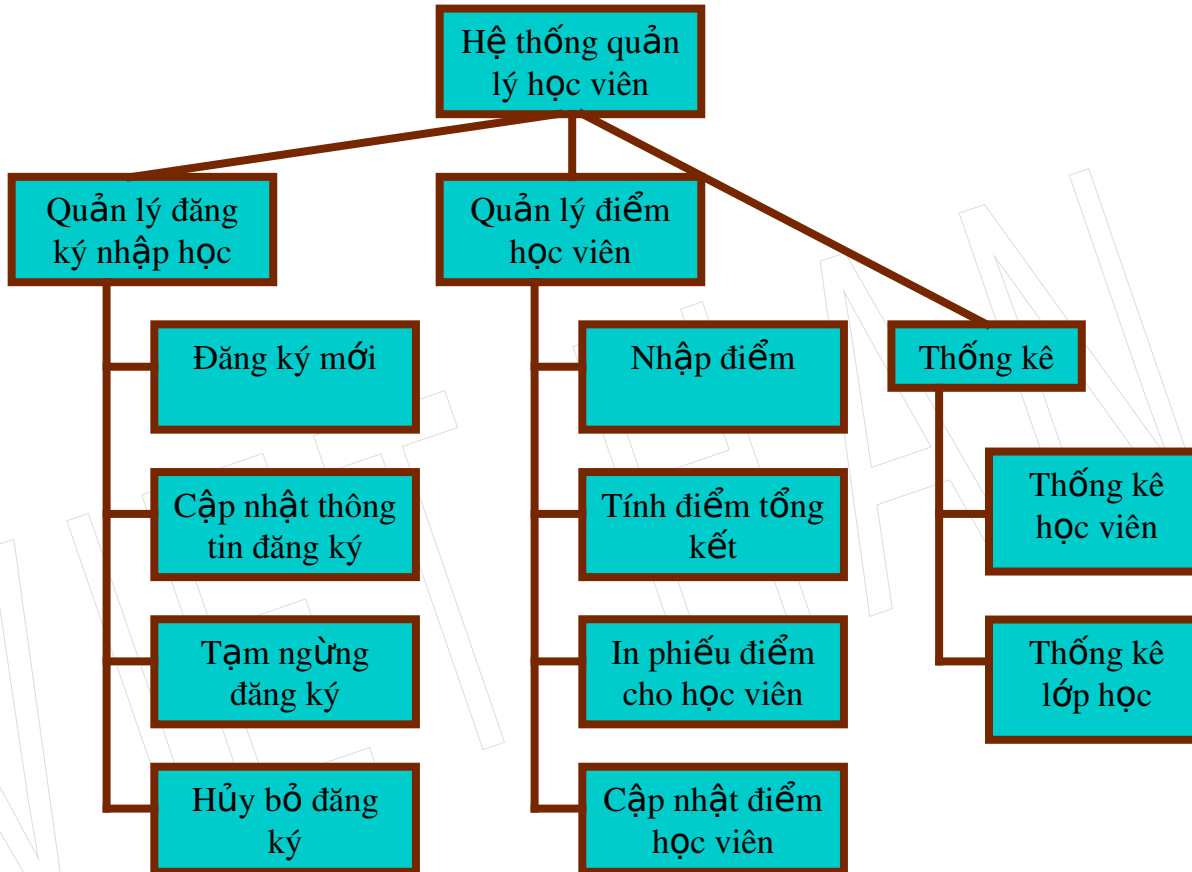 Hệ thống quản
lý học viên
Quản lý đăng
ký nhập học
Quản lý điểm
học viên
Thống kê
Đăng ký mới
Cập nhật thông
tin đăng ký
Tạm ngừng
đăng ký
Hủy bỏ đăng
ký
Nhập điểm
Tính điểm tổng
kết
In phiếu điểm
cho học viên
Cập nhật điểm
học viên
Thống kê
học viên
Thống kê
lớp học